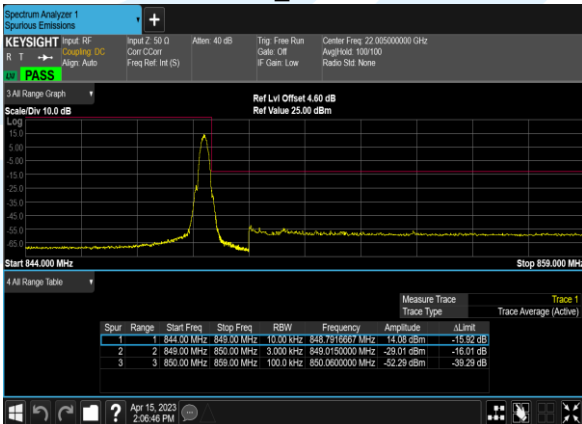 Spectrum Analyzer 1
Spurious Emissions
+
KEYSIGHT Input: RF Input Z: 50 Ω Atten: 40 dB Trig: Free Run Center Freq: 22.005000000 GHz
R T Coupling: DC Corr CCorr Gate: Off Avg|Hold: 100/100
Align: Auto Freq Ref: Int (S) IF Gain: Low Radio Std: None
LXI PASS
3 All Range Graph
Ref Lvl Offset 4.60 dB
Scale/Div 10.0 dB Ref Value 25.00 dBm
Log
15.0
5.00
-5.00
-15.0
-25.0
-35.0
-45.0
-55.0
-65.0
Start 844.000 MHz Stop 859.000 MHz
4 All Range Table
Measure Trace Trace 1
Trace Type Trace Average (Active)
Spur Range Start Freq Stop Freq RBW Frequency Amplitude ΔLimit
1 1 844.00 MHz 849.00 MHz 10.00 kHz 848.7916667 MHz 14.08 dBm -15.92 dB
2 2 849.00 MHz 850.00 MHz 3.000 kHz 849.0150000 MHz -29.01 dBm -16.01 dB
3 3 850.00 MHz 859.00 MHz 100.0 kHz 850.0600000 MHz -52.29 dBm -39.29 dB
? Apr 15, 2023
2:06:46 PM